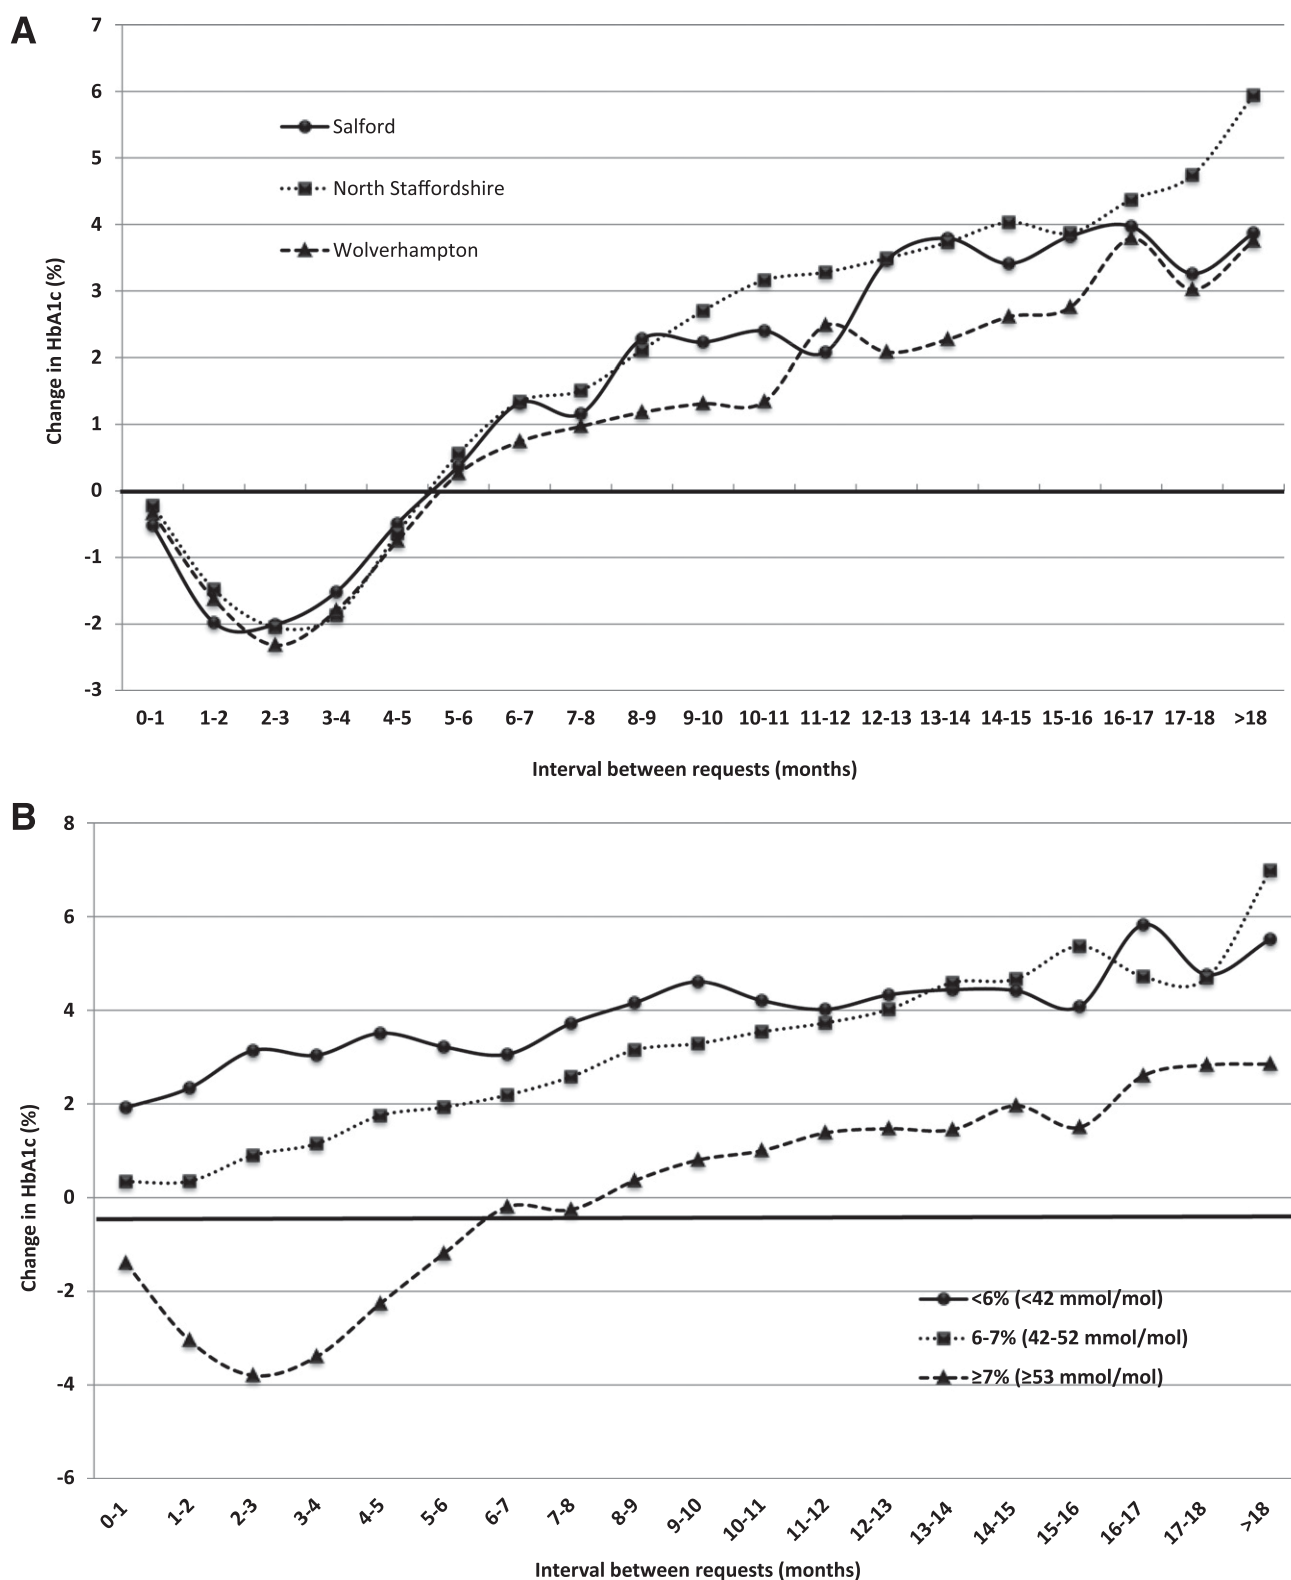 A
7
6
5
4
3
2
1
0
-1
-2
-3
Change in HbA1c (%)
Salford
North Staffordshire
Wolverhampton
0-1 1-2 2-3 3-4 4-5 5-6 6-7 7-8 8-9 9-10 10-11 11-12 12-13 13-14 14-15 15-16 16-17 17-18 >18
Interval between requests (months)
B
8
6
4
2
0
-2
-4
-6
Change in HbA1c (%)
<6% (<42 mmol/mol)
6-7% (42-52 mmol/mol)
≥7% (≥53 mmol/mol)
0-1 1-2 2-3 3-4 4-5 5-6 6-7 7-8 8-9 9-10 10-11 11-12 12-13 13-14 14-15 15-16 16-17 17-18 >18
Interval between requests (months)